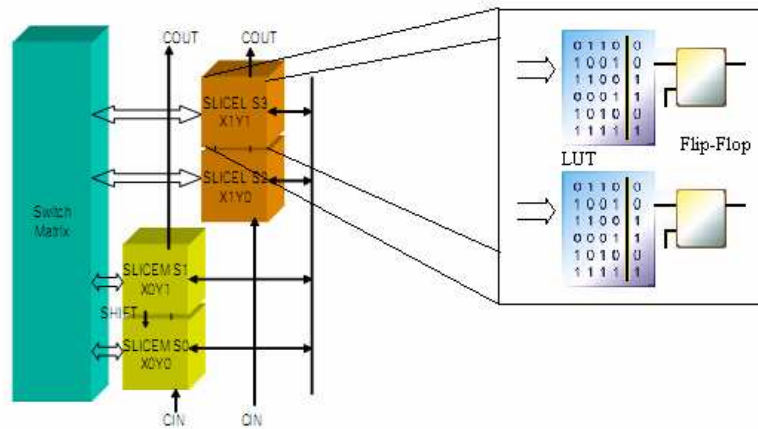 COUT
COUT
SLICEL S3
X1Y1
SLICEL S2
X1Y0
Switch
Matrix
SLICEM S1
X0Y1
SHIFT
SLICEM S0
X0Y0
CIN
CIN
0 1 1 0 0
1 0 0 1 0
1 1 0 0 1
0 0 0 1 1
1 0 1 0 0
1 1 1 1 1
LUT
Flip-Flop
0 1 1 0 0
1 0 0 1 0
1 1 0 0 1
0 0 0 1 1
1 0 1 0 0
1 1 1 1 1